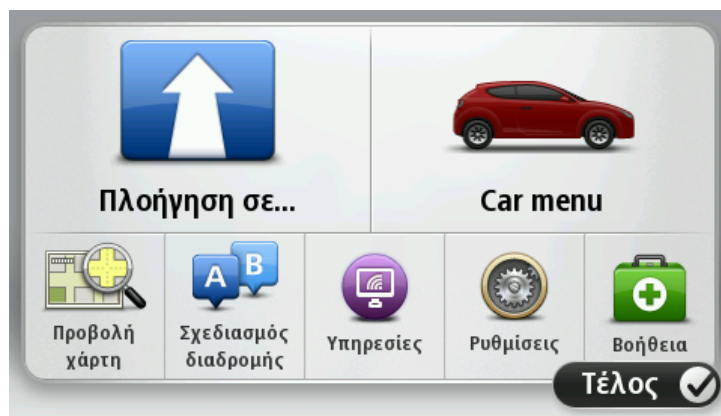 Πλοήγηση σε...
Car menu
A B
Προβολή
χάρτη
Σχεδιασμός
διαδρομής
Υπηρεσίες
Ρυθμίσεις
Βοήθεια
Τέλος